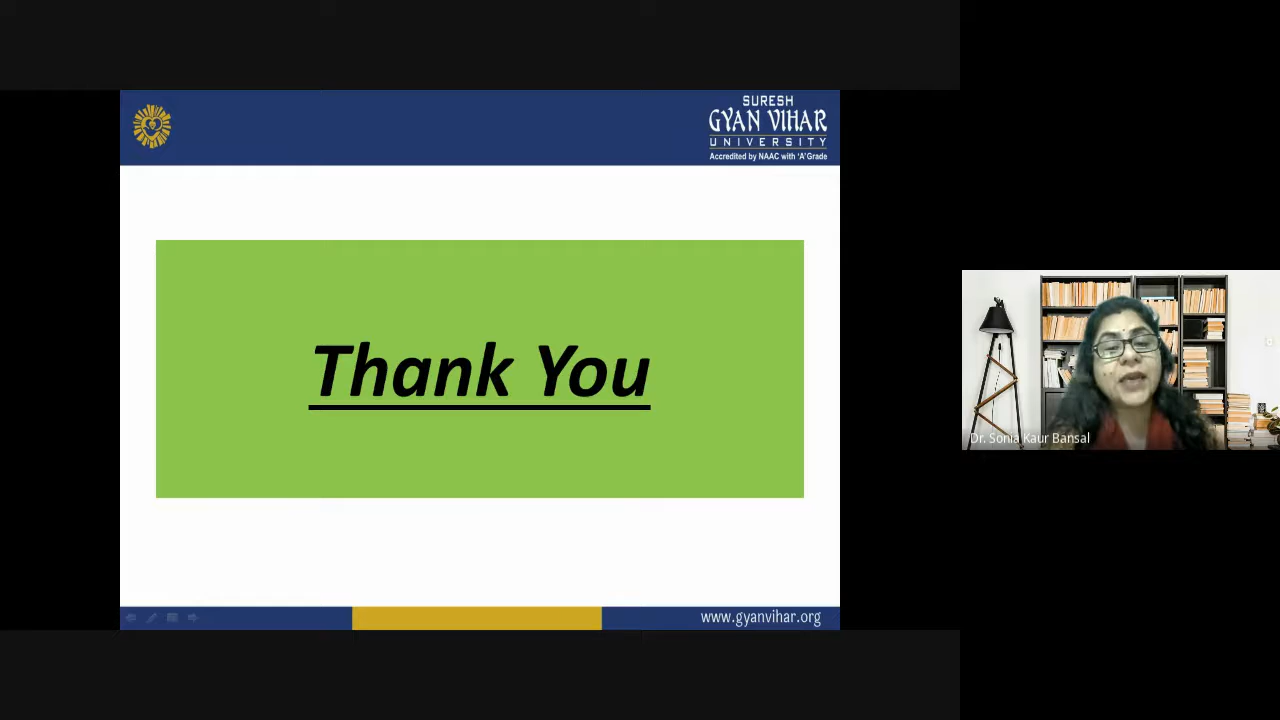 SURESH
GYAN VIHAR
UNIVERSITY
Accredited by NAAC with 'A' Grade
Thank You
Dr. Sonia Kaur Bansal
www.gyanvihar.org